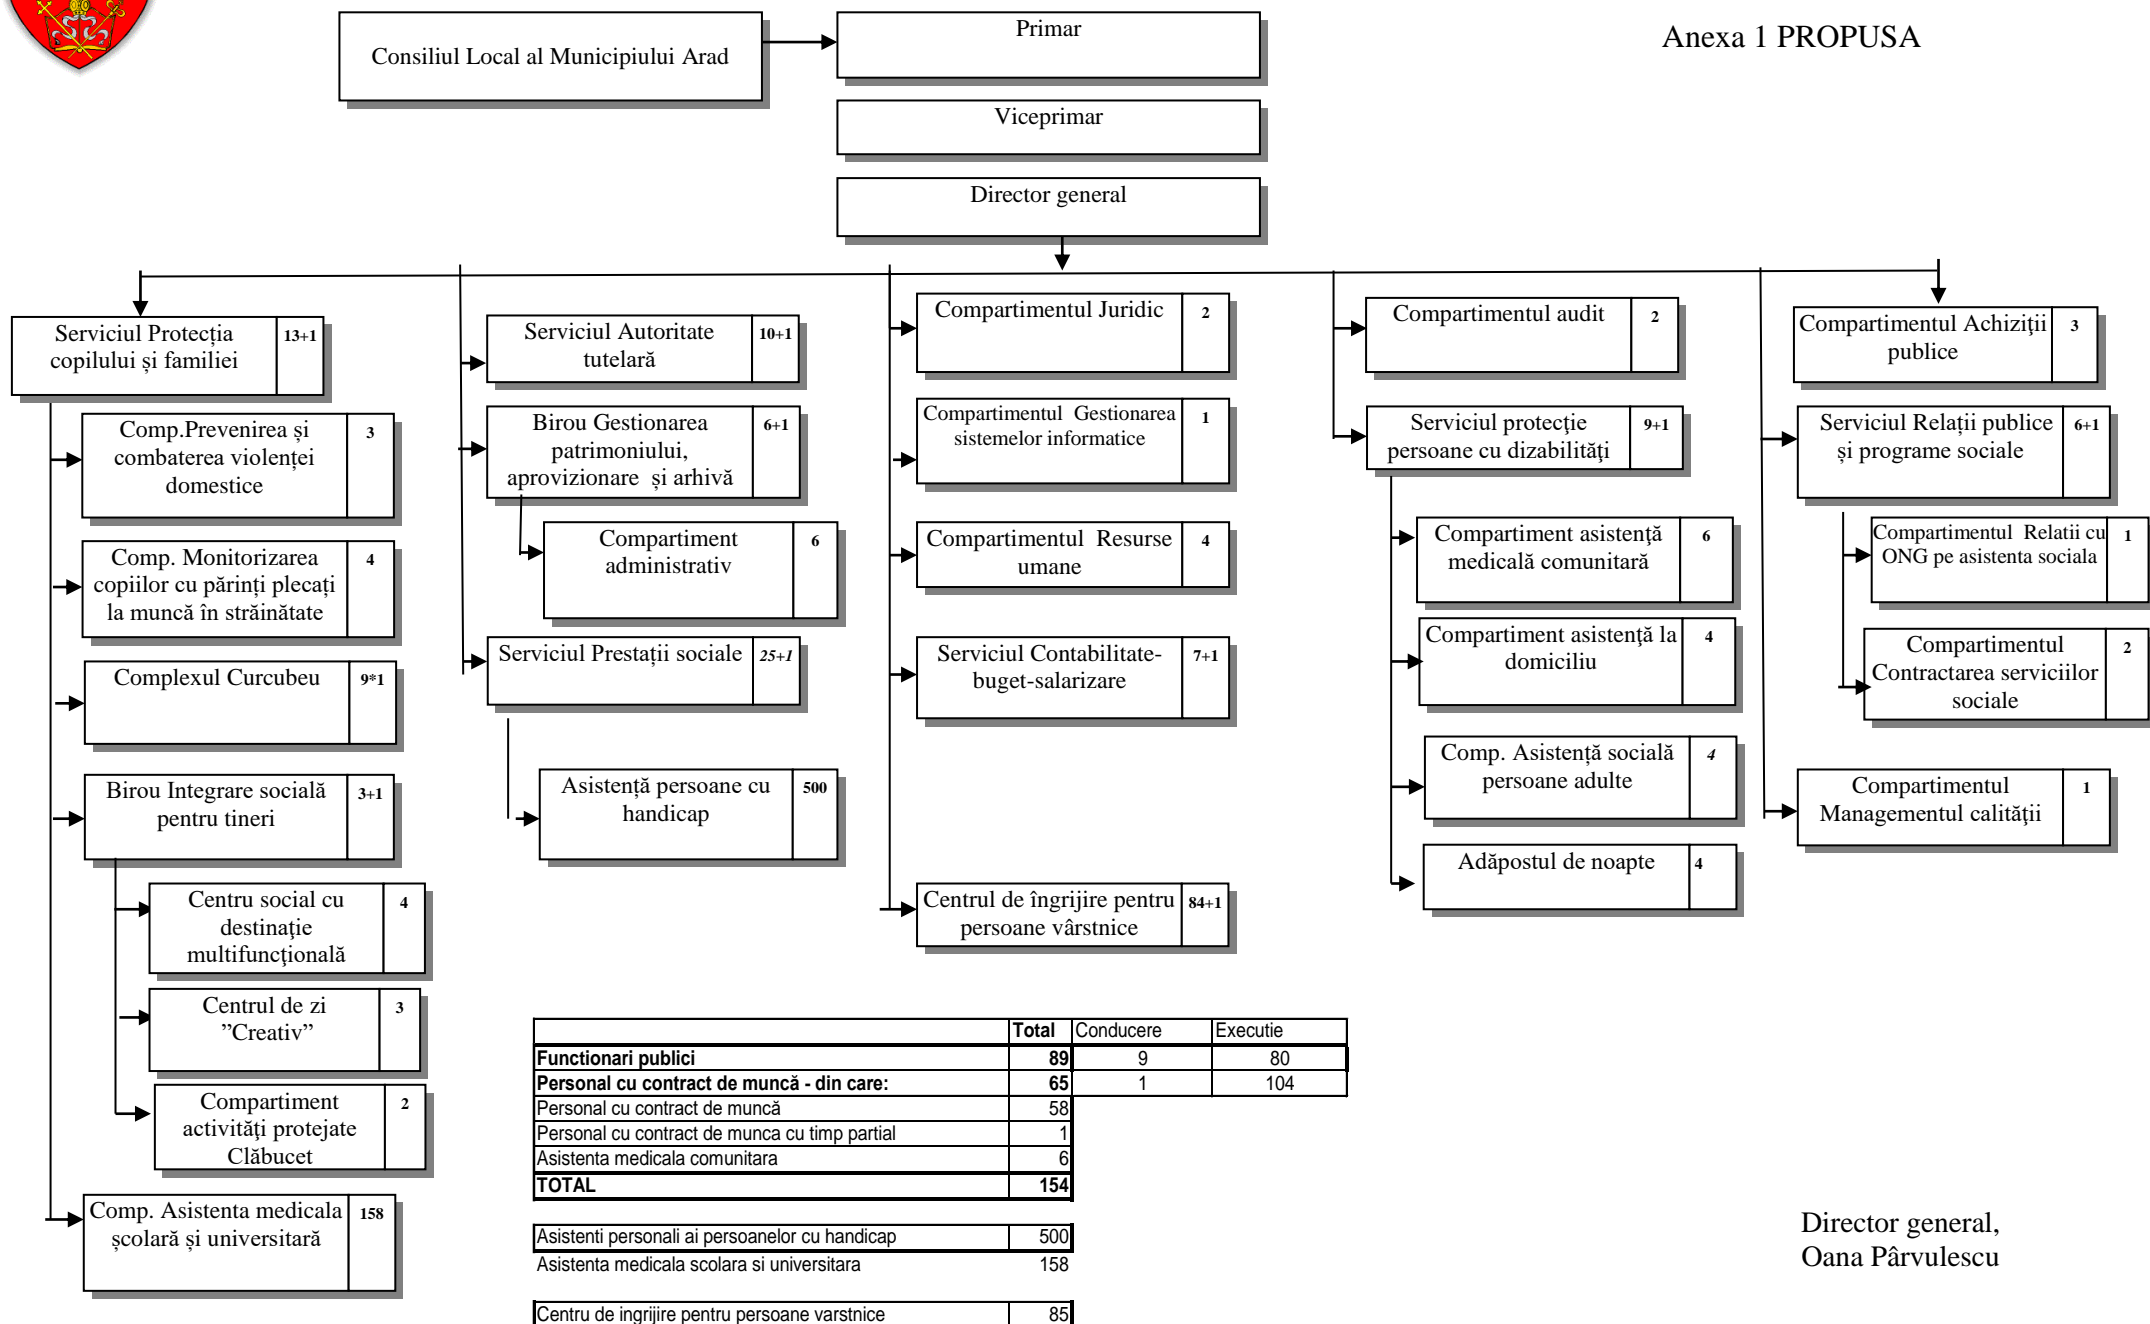 Consiliul Local al Municipiului Arad
Primar
Anexa 1 PROPUSA
Viceprimar
Director general
Serviciul Protecția
copilului și familiei
13+1
Comp.Prevenirea și
combaterea violenței
domestice
3
Comp. Monitorizarea
copiilor cu părinți plecați
la muncă în străinătate
4
Complexul Curcubeu
9*1
Birou Integrare socială
pentru tineri
3+1
Centru social cu
destinație
multifuncţională
4
Centrul de zi
”Creativ”
3
Compartiment
activităţi protejate
Clăbucet
2
Comp. Asistenta medicala
școlară și universitară
158
Serviciul Autoritate
tutelară
10+1
Birou Gestionarea
patrimoniului,
aprovizionare  și arhivă
6+1
Compartiment
administrativ
6
Serviciul Prestații sociale
25+1
Asistență persoane cu
handicap
500
Compartimentul Juridic
2
Compartimentul  Gestionarea
sistemelor informatice
1
Compartimentul  Resurse
umane
4
Serviciul Contabilitate-
buget-salarizare
7+1
Centrul de îngrijire pentru
persoane vârstnice
84+1
Compartimentul audit
2
Serviciul protecţie
persoane cu dizabilităţi
9+1
Compartiment asistenţă
medicală comunitară
6
Compartiment asistenţă la
domiciliu
4
Comp. Asistență socială
persoane adulte
4
Adăpostul de noapte
4
Compartimentul Achiziţii
publice
3
Serviciul Relații publice
și programe sociale
6+1
Compartimentul  Relatii cu
ONG pe asistenta sociala
1
Compartimentul
Contractarea serviciilor
sociale
2
Compartimentul
Managementul calităţii
1
Total Conducere Executie
Functionari publici 89 9 80
Personal cu contract de muncă - din care: 65 1 104
Personal cu contract de muncă 58
Personal cu contract de munca cu timp partial 1
Asistenta medicala comunitara 6
TOTAL 154
Asistenti personali ai persoanelor cu handicap 500
Asistenta medicala scolara si universitara 158
Centru de ingrijire pentru persoane varstnice 85
Director general,
Oana Pârvulescu